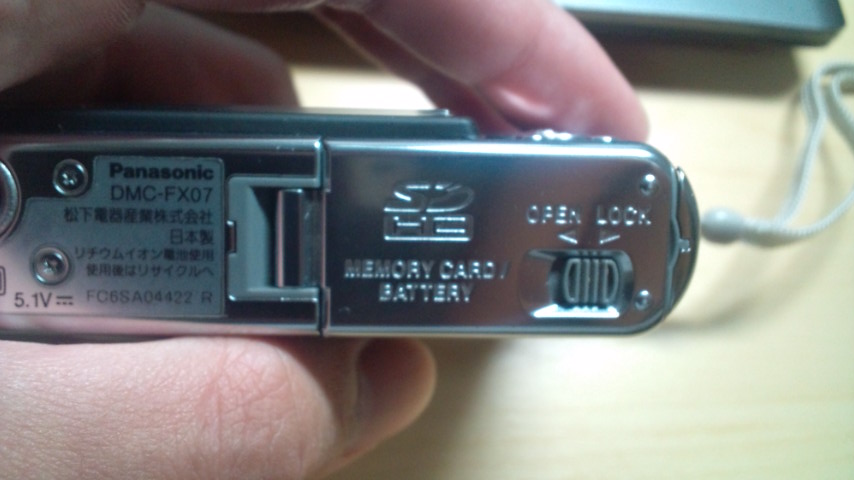 Panasonic
DMC-FX07
松下電器産業株式会社
日本製
リチウムイオン電池使用
使用後はリサイクルへ
5.1V⎓ FC6SA04422 R
SD
HC
MEMORY CARD/
BATTERY
OPEN LOCK